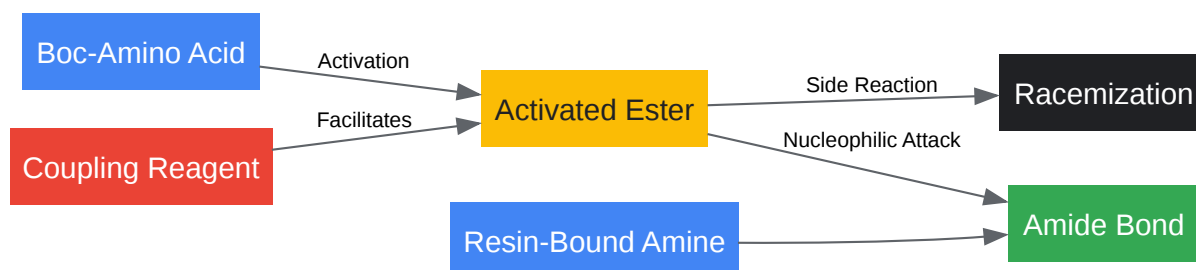 Boc-Amino Acid
Activation
Coupling Reagent
Facilitates
Activated Ester
Side Reaction
Racemization
Nucleophilic Attack
Resin-Bound Amine
Amide Bond